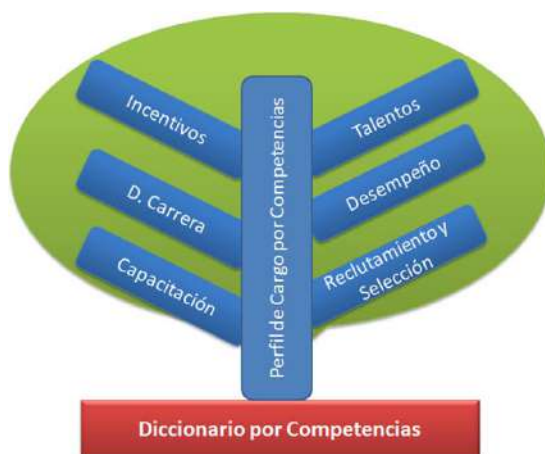 Incentivos
D. Carrera
Capacitación
Perfil de Cargo por Competencias
Talentos
Desempeño
Reclutamiento y
Selección
Diccionario por Competencias